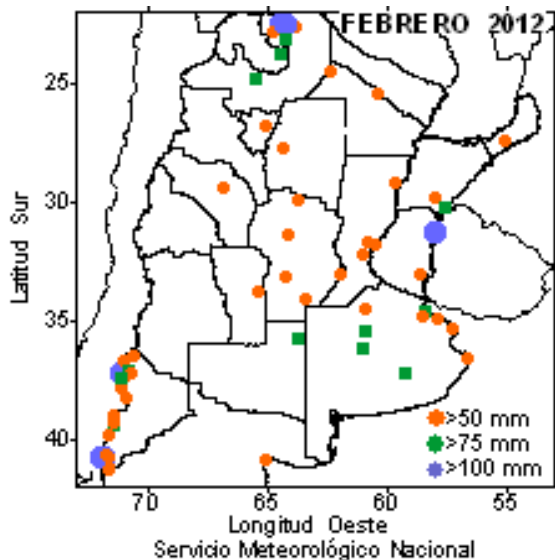 FEBRERO 2012
25
30
35
40
Latitud Sur
>50 mm
>75 mm
>100 mm
70 65 60 55
Longitud Oeste
Servicio Meteorológico Nacional